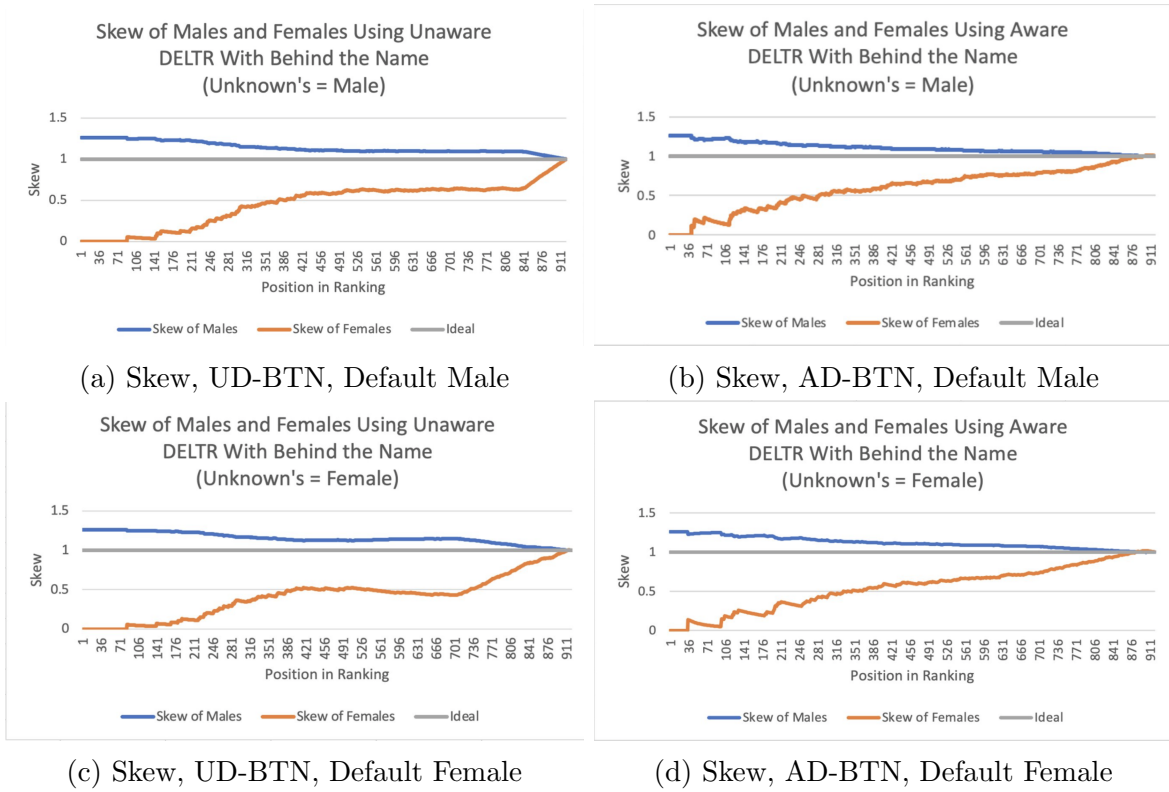 Skew of Males and Females Using Unaware
DELTR With Behind the Name
(Unknown's = Male)
1.5
1
0.5
0
Skew
1 36 71 106 141 176 211 246 281 316 351 386 421 456 491 526 561 596 631 666 701 736 771 806 841 876 911
Position in Ranking
Skew of Males Skew of Females Ideal
(a) Skew, UD-BTN, Default Male
Skew of Males and Females Using Aware
DELTR With Behind the Name
(Unknown's = Male)
1.5
1
0.5
0
Skew
1 36 71 106 141 176 211 246 281 316 351 386 421 456 491 526 561 596 631 666 701 736 771 806 841 876 911
Position in Ranking
Skew of Males Skew of Females Ideal
(b) Skew, AD-BTN, Default Male
Skew of Males and Females Using Unaware
DELTR With Behind the Name
(Unknown's = Female)
1.5
1
0.5
0
Skew
1 36 71 106 141 176 211 246 281 316 351 386 421 456 491 526 561 596 631 666 701 736 771 806 841 876 911
Position in Ranking
Skew of Males Skew of Females Ideal
(c) Skew, UD-BTN, Default Female
Skew of Males and Females Using Aware
DELTR With Behind the Name
(Unknown's = Female)
1.5
1
0.5
0
Skew
1 36 71 106 141 176 211 246 281 316 351 386 421 456 491 526 561 596 631 666 701 736 771 806 841 876 911
Position in Ranking
Skew of Males Skew of Females Ideal
(d) Skew, AD-BTN, Default Female